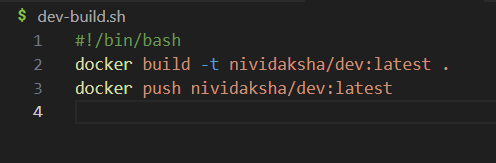 $ dev-build.sh
1 #!/bin/bash
2 docker build -t nividaksha/dev:latest .
3 docker push nividaksha/dev:latest
4